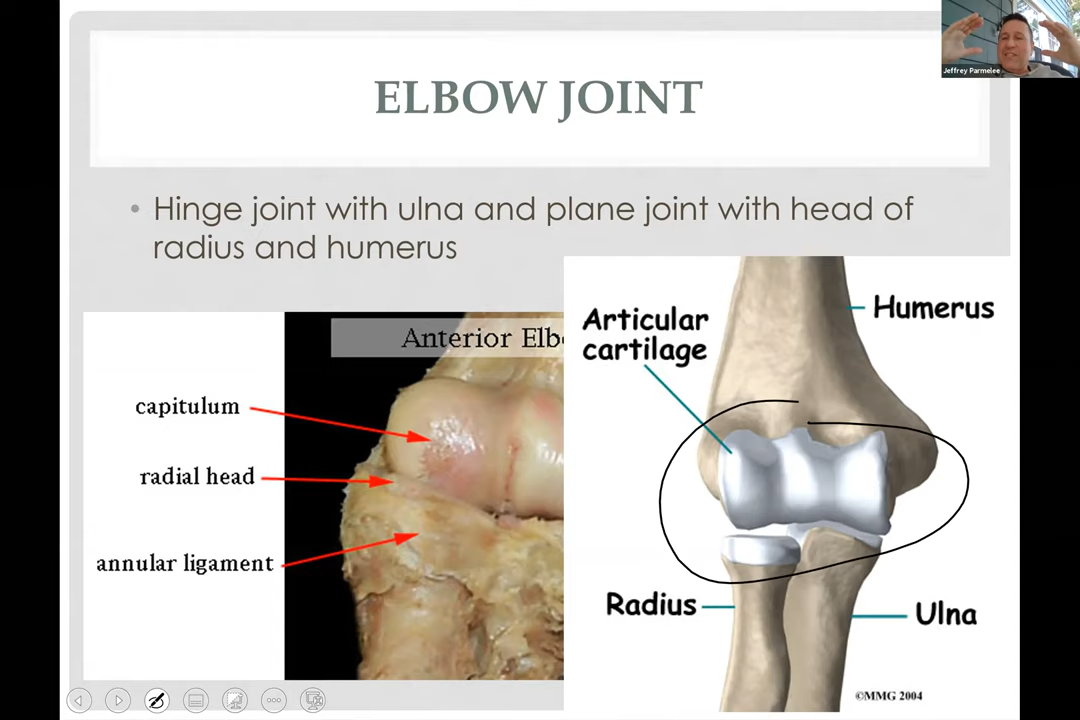 Jeffrey Parmelee
ELBOW JOINT
• Hinge joint with ulna and plane joint with head of
radius and humerus
Anterior Elb
capitulum
radial head
annular ligament
Articular
cartilage
Humerus
Radius
Ulna
©MMG 2004